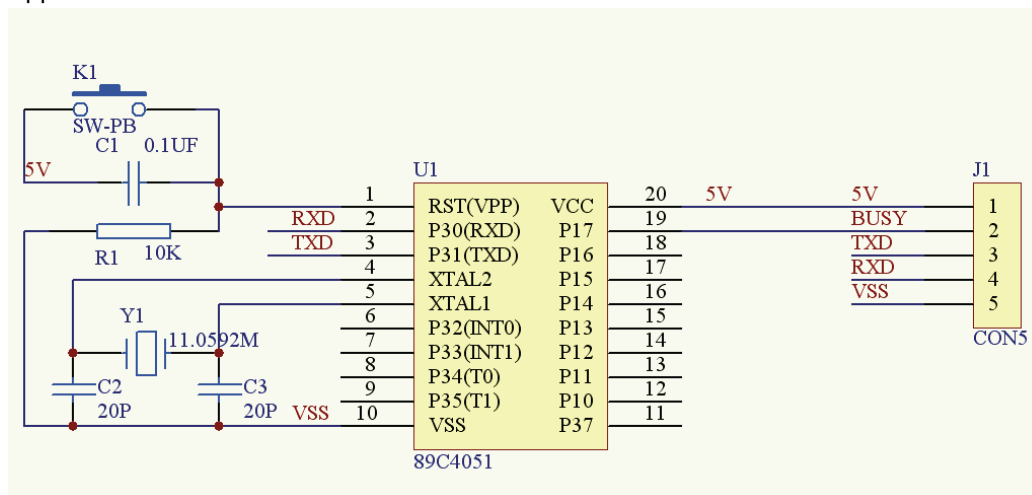 K1
SW-PB
C1 0.1UF
5V
R1 10K
Y1
11.0592M
C2
20P
C3
20P
VSS
RXD
TXD
U1
1 RST(VPP) VCC 20
2 P30(RXD) P17 19
3 P31(TXD) P16 18
4 XTAL2 P15 17
5 XTAL1 P14 16
6 P32(INT0) P13 15
7 P33(INT1) P12 14
8 P34(T0) P11 13
9 P35(T1) P10 12
10 VSS P37 11
89C4051
5V
J1
5V 1
BUSY 2
TXD 3
RXD 4
VSS 5
CON5